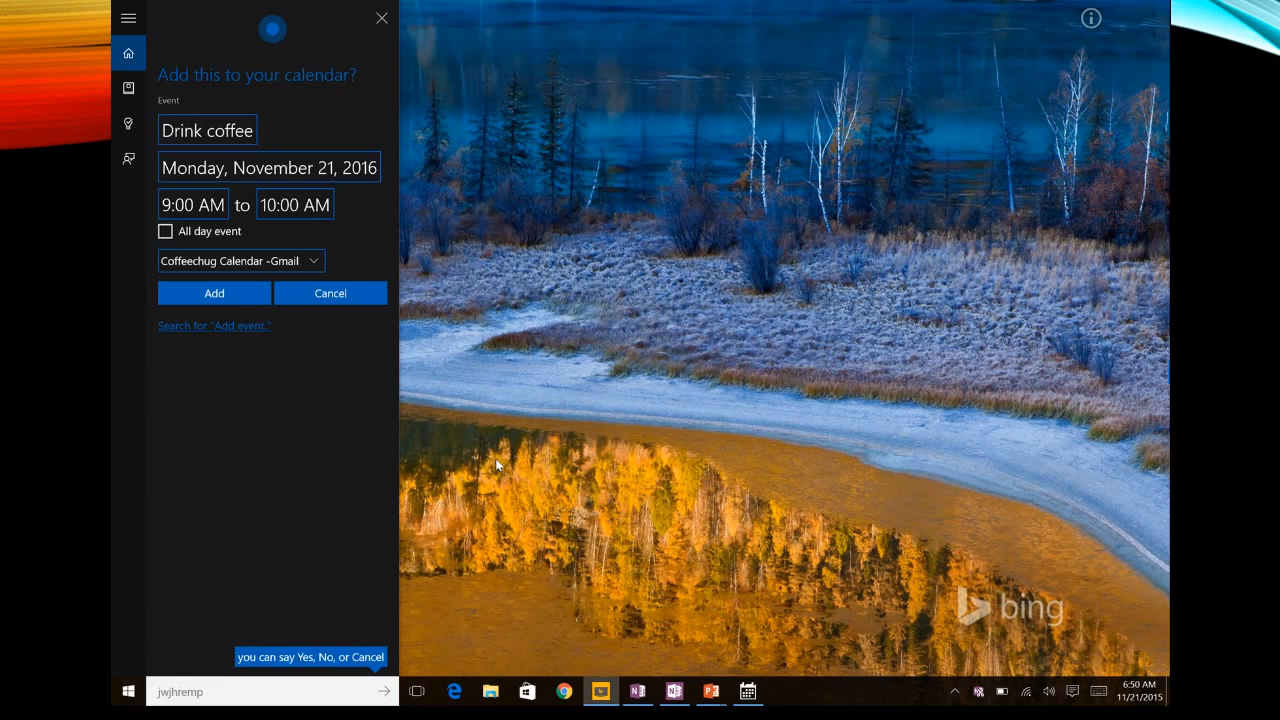 Add this to your calendar?
Event
Drink coffee
Monday, November 21, 2016
9:00 AM to 10:00 AM
All day event
Coffeechug Calendar -Gmail
Add Cancel
Search for "Add event."
bing
you can say Yes, No, or Cancel
jwjhremp
6:50 AM
11/21/2015